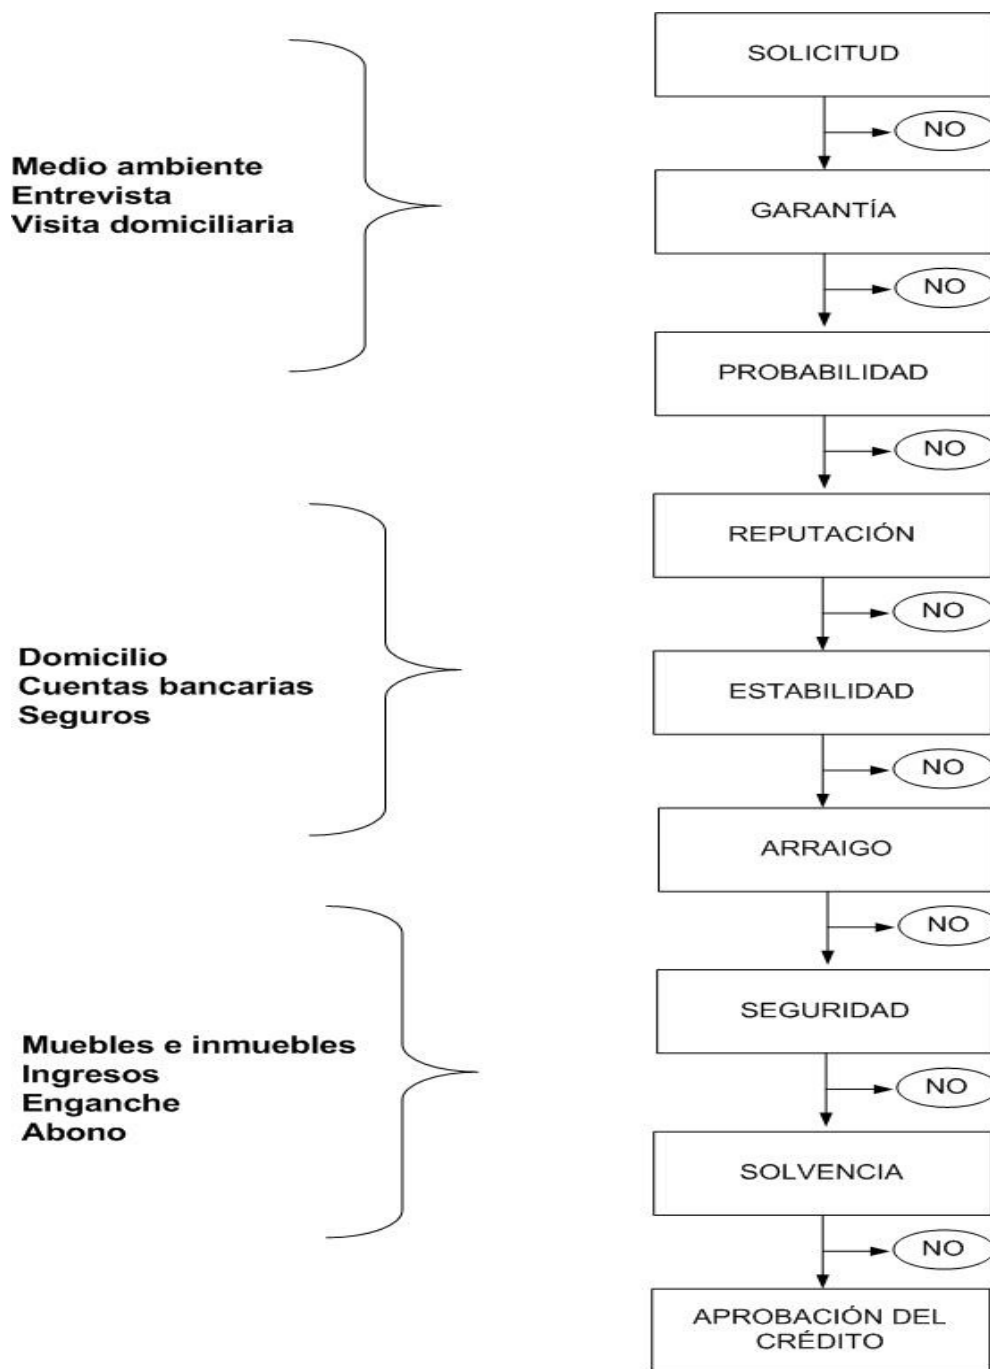 SOLICITUD
NO
Medio ambiente
Entrevista
Visita domiciliaria
GARANTÍA
NO
PROBABILIDAD
NO
REPUTACIÓN
NO
Domicilio
Cuentas bancarias
Seguros
ESTABILIDAD
NO
ARRAIGO
NO
SEGURIDAD
Muebles e inmuebles
Ingresos
Enganche
Abono
NO
SOLVENCIA
NO
APROBACIÓN DEL
CRÉDITO